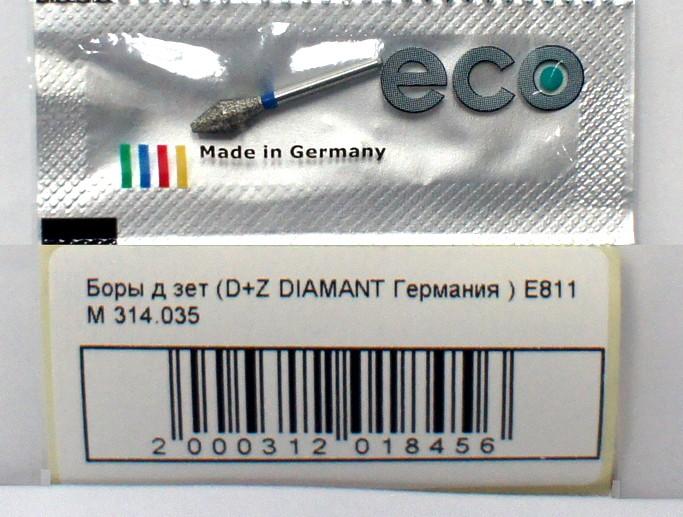 eco
Made in Germany
Боры д зет (D+Z DIAMANT Германия ) E811
M 314.035
2 000312 018456